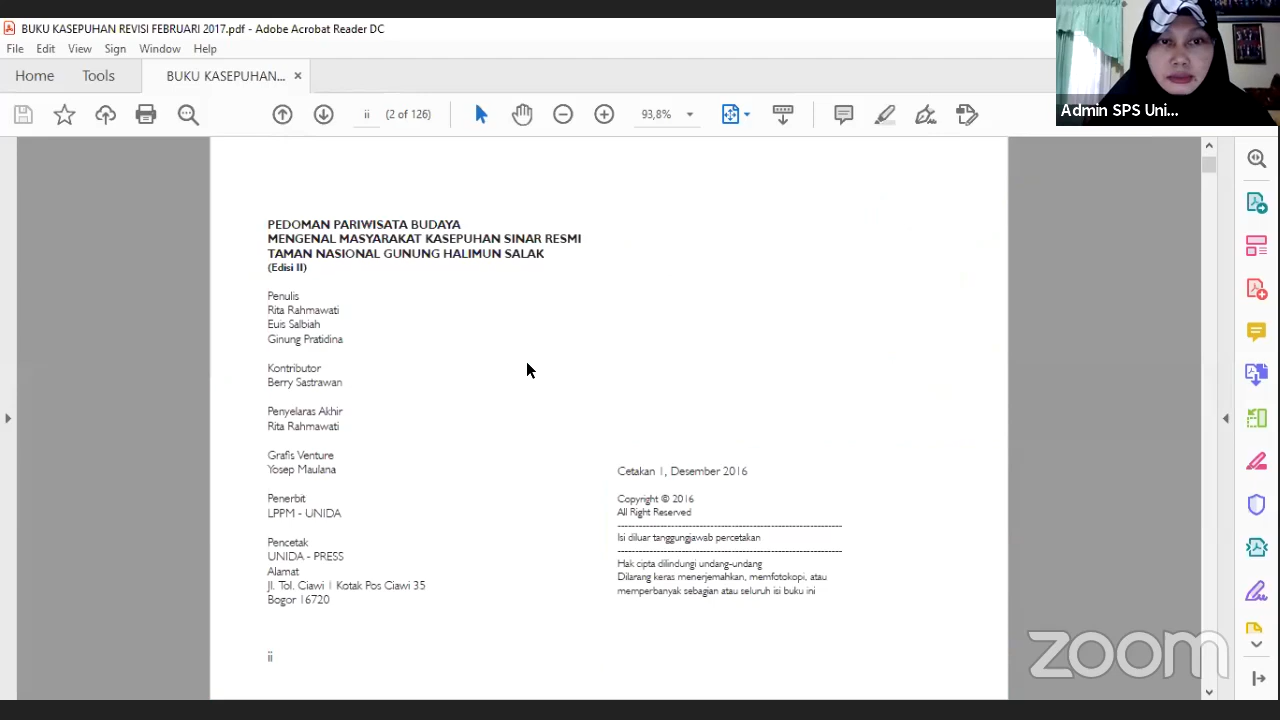 BUKU KASEPUHAN REVISI FEBRUARI 2017.pdf - Adobe Acrobat Reader DC
File Edit View Sign Window Help
Home Tools BUKU KASEPUHAN... ×
ii (2 of 126) 93,8%
Admin SPS Uni...
PEDOMAN PARIWISATA BUDAYA
MENGENAL MASYARAKAT KASEPUHAN SINAR RESMI
TAMAN NASIONAL GUNUNG HALIMUN SALAK
(Edisi II)
Penulis
Rita Rahmawati
Euis Salbiah
Ginung Pratidina
Kontributor
Berry Sastrawan
Penyelaras Akhir
Rita Rahmawati
Grafis Venture
Yosep Maulana
Penerbit
LPPM - UNIDA
Pencetak
UNIDA - PRESS
Alamat
Jl. Tol. Ciawi 1 Kotak Pos Ciawi 35
Bogor 16720
Cetakan 1, Desember 2016
Copyright © 2016
All Right Reserved
Isi diluar tanggungjawab percetakan
Hak cipta dilindungi undang-undang
Dilarang keras menerjemahkan, memfotokopi, atau
memperbanyak sebagian atau seluruh isi buku ini
ii
zoom